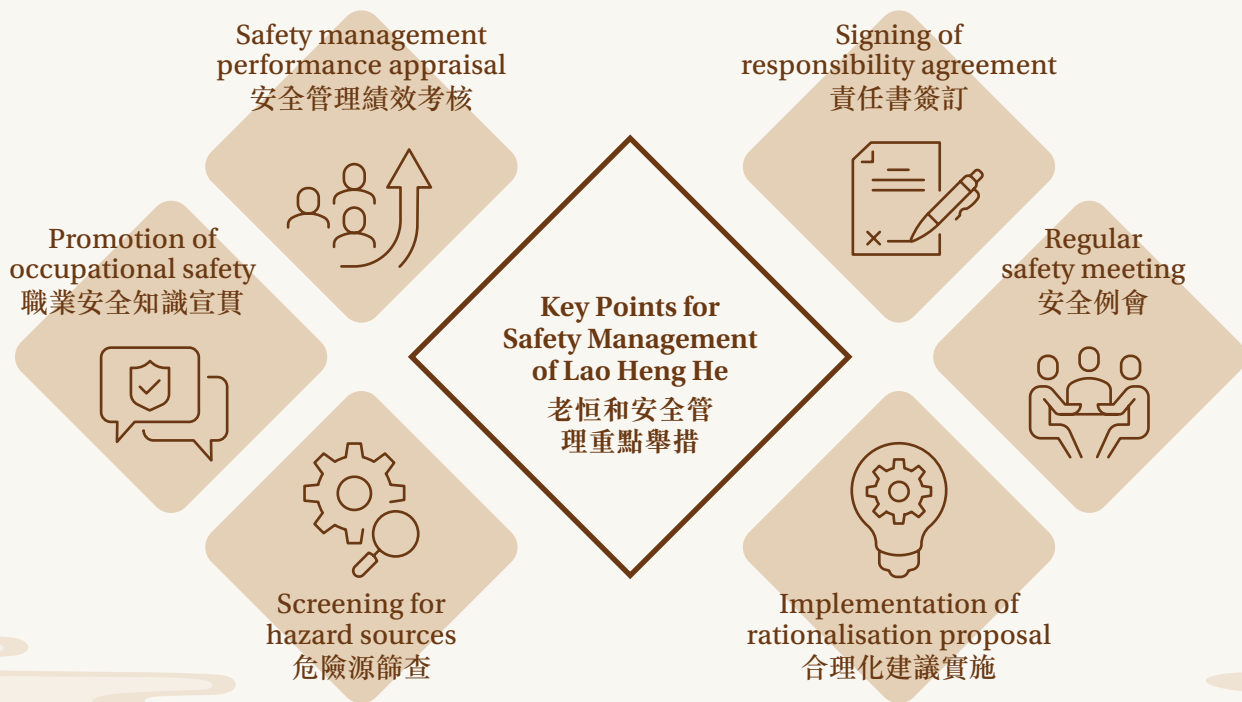 Safety management
performance appraisal
安全管理績效考核
Signing of
responsibility agreement
責任書簽訂
Promotion of
occupational safety
職業安全知識宣貫
Regular
safety meeting
安全例會
Key Points for
Safety Management
of Lao Heng He
老恒和安全管
理重點舉措
Screening for
hazard sources
危險源篩查
Implementation of
rationalisation proposal
合理化建議實施